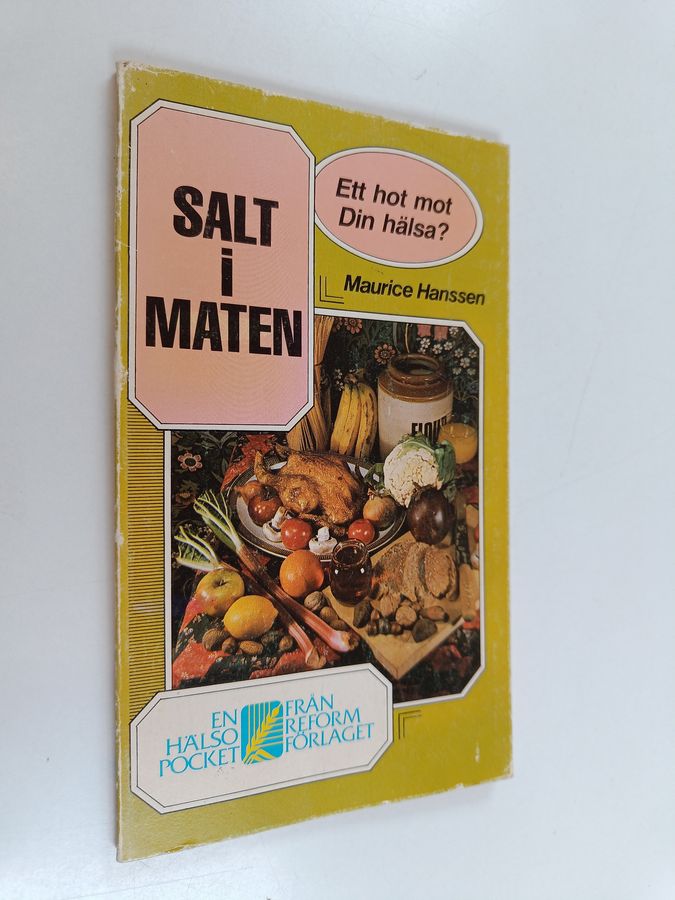 SALT
i
MATEN
Ett hot mot
Din hälsa?
Maurice Hanssen
FLOUR
EN
HÄLSO
POCKET
FRÅN
REFORM
FÖRLAGET